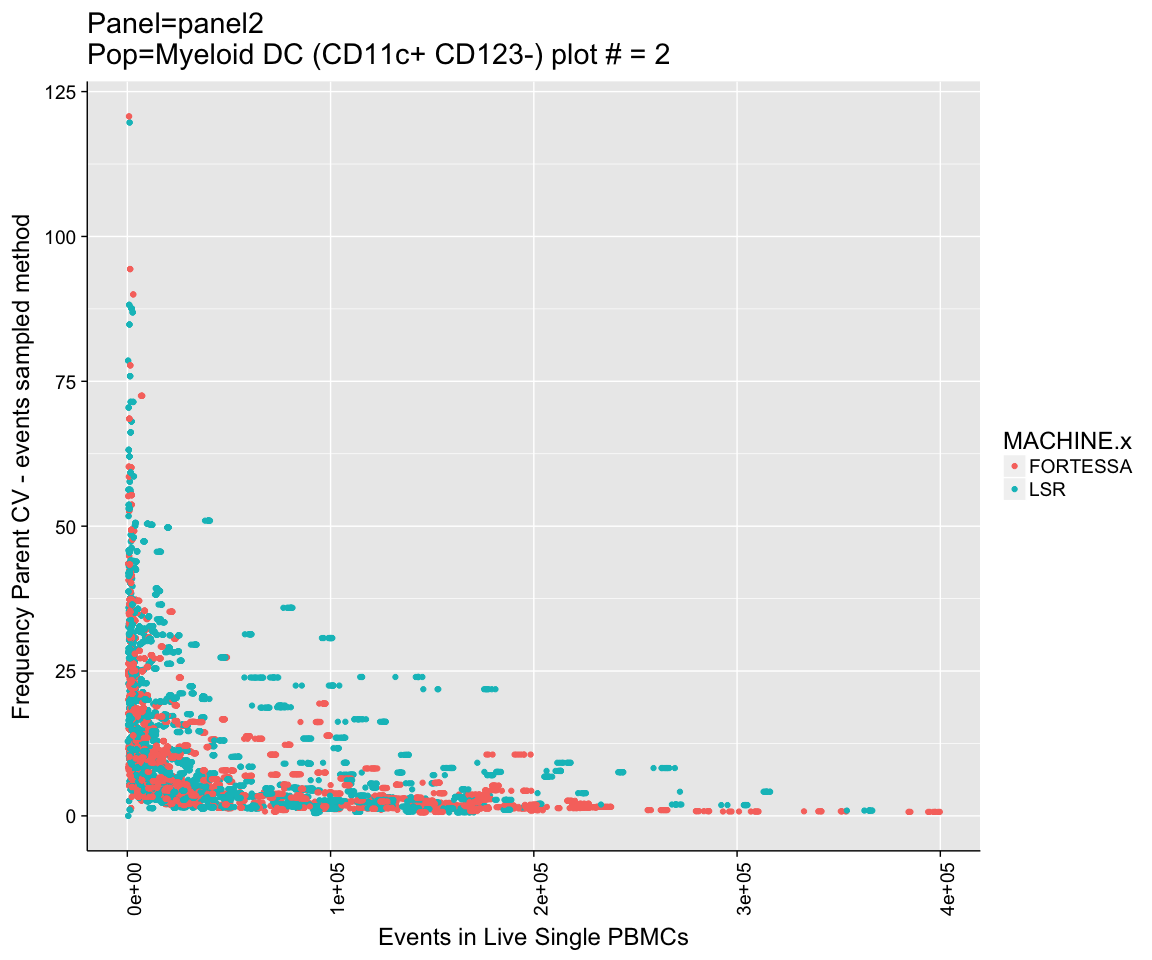 Panel=panel2
Pop=Myeloid DC (CD11c+ CD123-) plot # = 2
125
100
75
50
25
0
Frequency Parent CV - events sampled method
0e+00
1e+05
2e+05
3e+05
4e+05
Events in Live Single PBMCs
MACHINE.x
FORTESSA
LSR